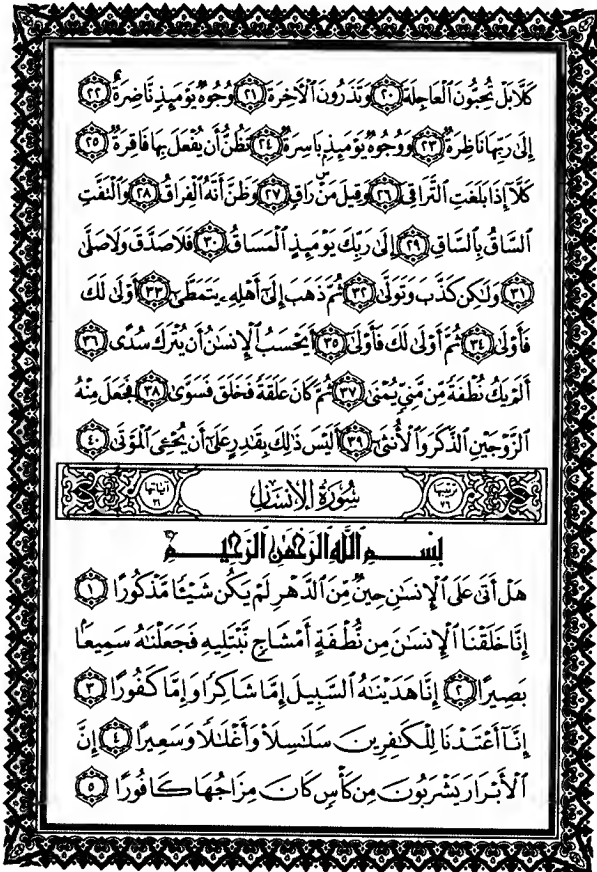 كَلَّا بَلْ تُحِبُّونَ ٱلْعَاجِلَةَ ٢٠ وَتَذَرُونَ ٱلْءَاخِرَةَ ٢١ وُجُوهٌ يَوْمَئِذٍ نَّاضِرَةٌ ٢٢
إِلَىٰ رَبِّهَا نَاظِرَةٌ ٢٣ وَوُجُوهٌ يَوْمَئِذٍ بَاسِرَةٌ ٢٤ تَظُنُّ أَن يُفْعَلَ بِهَا فَاقِرَةٌ ٢٥
كَلَّا إِذَا بَلَغَتِ ٱلتَّرَاقِىَ ٢٦ وَقِيلَ مَنْ رَاقٍ ٢٧ وَظَنَّ أَنَّهُ ٱلْفِرَاقُ ٢٨ وَٱلْتَفَّتِ
ٱلسَّاقُ بِٱلسَّاقِ ٢٩ إِلَىٰ رَبِّكَ يَوْمَئِذٍ ٱلْمَسَاقُ ٣٠ فَلَا صَدَّقَ وَلَا صَلَّىٰ
٣١ وَلَٰكِن كَذَّبَ وَتَوَلَّىٰ ٣٢ ثُمَّ ذَهَبَ إِلَىٰٓ أَهْلِهِۦ يَتَمَطَّىٰٓ ٣٣ أَوْلَىٰ لَكَ
فَأَوْلَىٰ ٣٤ ثُمَّ أَوْلَىٰ لَكَ فَأَوْلَىٰٓ ٣٥ أَيَحْسَبُ ٱلْإِنسَٰنُ أَن يُتْرَكَ سُدًى ٣٦
أَلَمْ يَكُ نُطْفَةً مِّن مَّنِىٍّ يُمْنَىٰ ٣٧ ثُمَّ كَانَ عَلَقَةً فَخَلَقَ فَسَوَّىٰ ٣٨ فَجَعَلَ مِنْهُ
ٱلزَّوْجَيْنِ ٱلذَّكَرَ وَٱلْأُنثَىٰٓ ٣٩ أَلَيْسَ ذَٰلِكَ بِقَٰدِرٍ عَلَىٰٓ أَن يُحْـِۧىَ ٱلْمَوْتَىٰ ٤٠
ترتيبها ٧٦ سُورَةُ الإِنسَانِ آياتها ٣١
بِسْمِ ٱللَّهِ ٱلرَّحْمَٰنِ ٱلرَّحِيمِ
هَلْ أَتَىٰ عَلَى ٱلْإِنسَٰنِ حِينٌ مِّنَ ٱلدَّهْرِ لَمْ يَكُن شَيْـًٔا مَّذْكُورًا ١
إِنَّا خَلَقْنَا ٱلْإِنسَٰنَ مِن نُّطْفَةٍ أَمْشَاجٍ نَّبْتَلِيهِ فَجَعَلْنَٰهُ سَمِيعًۢا
بَصِيرًا ٢ إِنَّا هَدَيْنَٰهُ ٱلسَّبِيلَ إِمَّا شَاكِرًا وَإِمَّا كَفُورًا ٣
إِنَّآ أَعْتَدْنَا لِلْكَٰفِرِينَ سَلَٰسِلَا۟ وَأَغْلَٰلًا وَسَعِيرًا ٤ إِنَّ
ٱلْأَبْرَارَ يَشْرَبُونَ مِن كَأْسٍ كَانَ مِزَاجُهَا كَافُورًا ٥